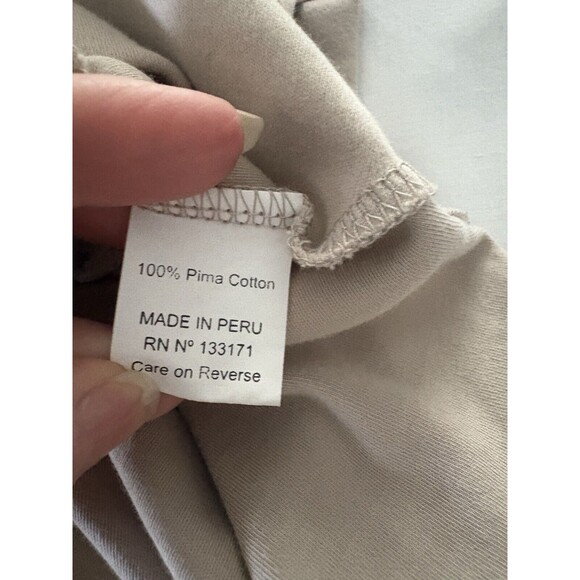 100% Pima Cotton
MADE IN PERU
RN Nº 133171
Care on Reverse